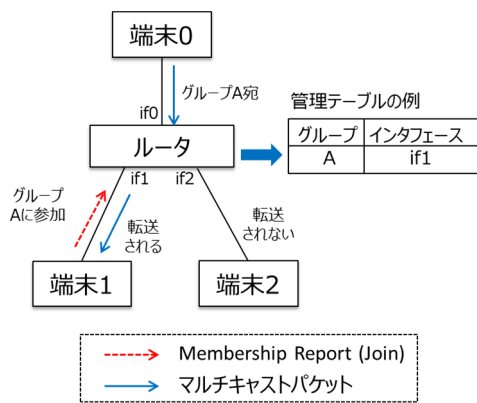 端末0
グループA宛
if0
管理テーブルの例
ルータ
グループ インタフェース
A if1
if1 if2
グループ
Aに参加
転送
される
転送
されない
端末1
端末2
Membership Report (Join)
マルチキャストパケット